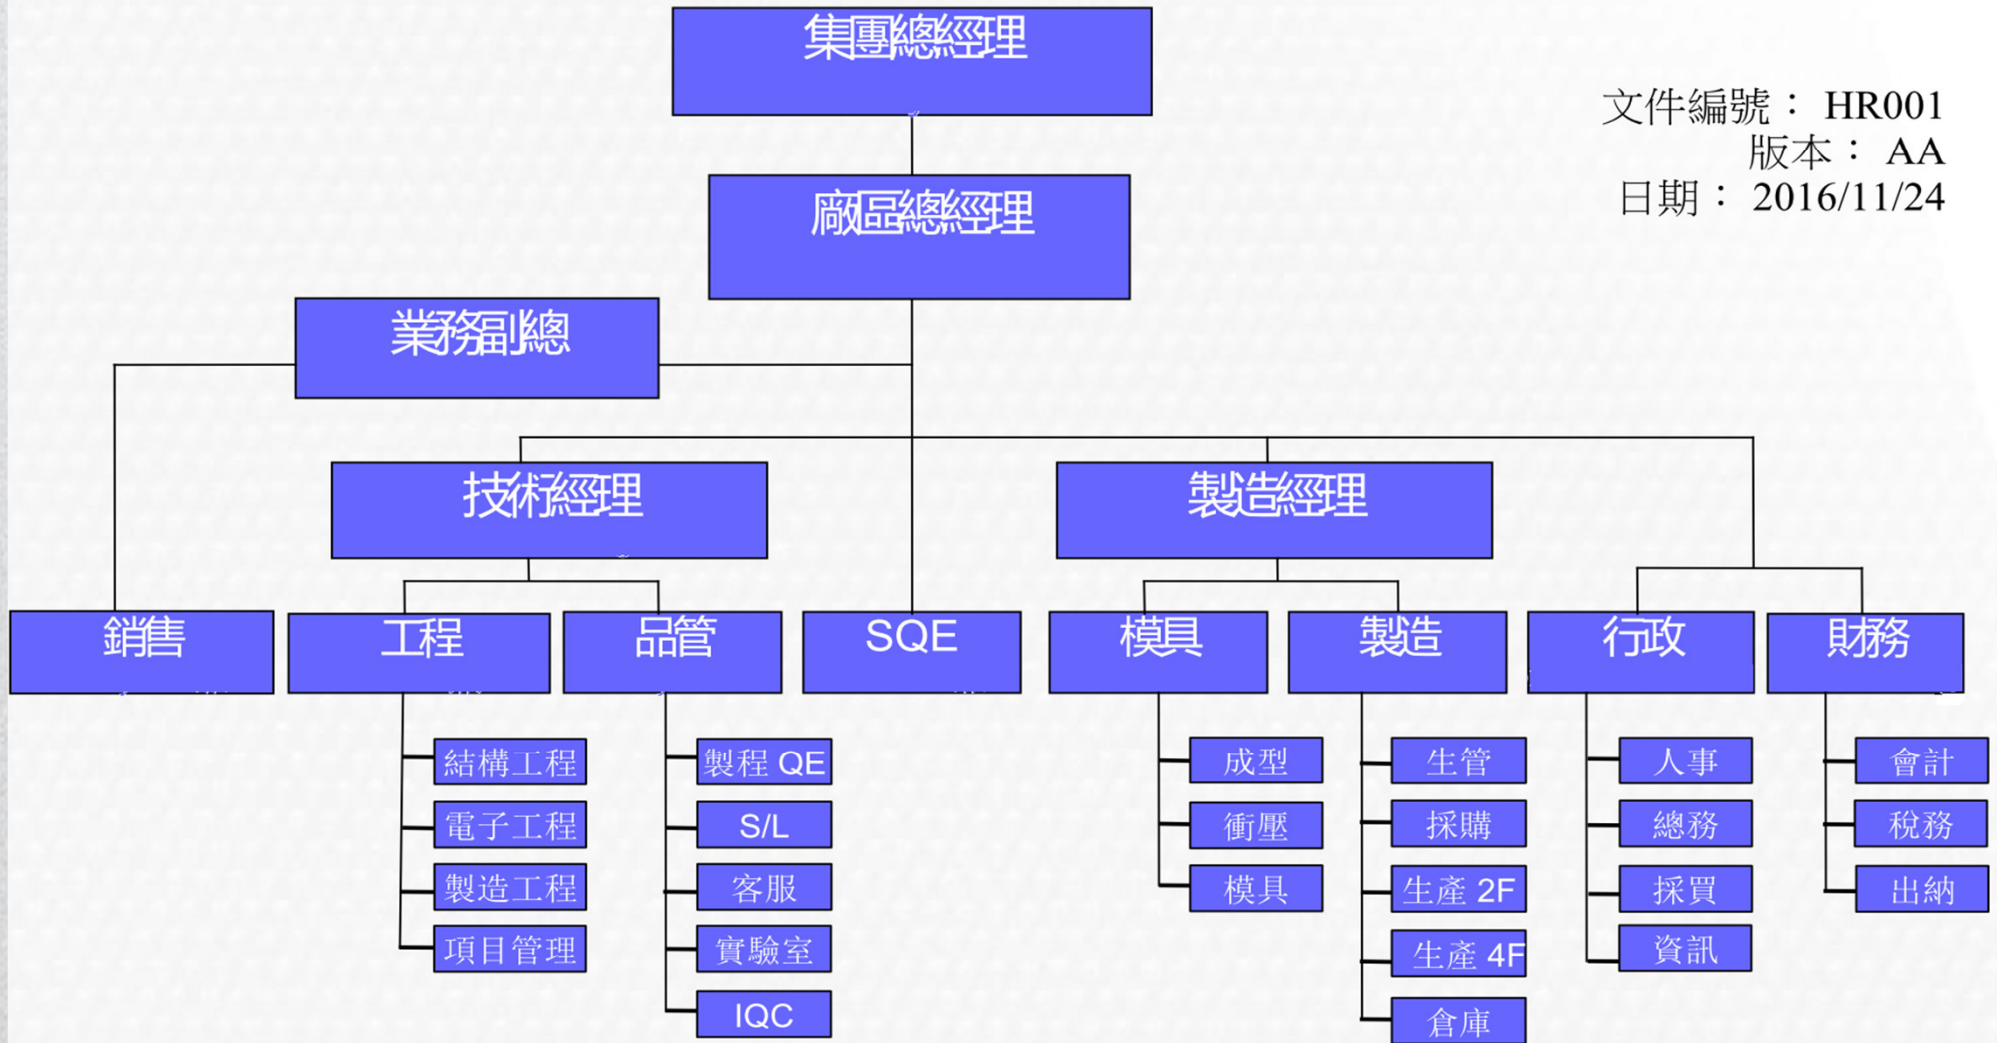 集團總經理
文件編號： HR001
版本： AA
日期： 2016/11/24
廠區總經理
業務副總
技術經理
製造經理
銷售
工程
品管
SQE
模具
製造
行政
財務
結構工程
電子工程
製造工程
項目管理
製程 QE
S/L
客服
實驗室
IQC
成型
衝壓
模具
生管
採購
生產 2F
生產 4F
倉庫
人事
總務
採買
資訊
會計
稅務
出納